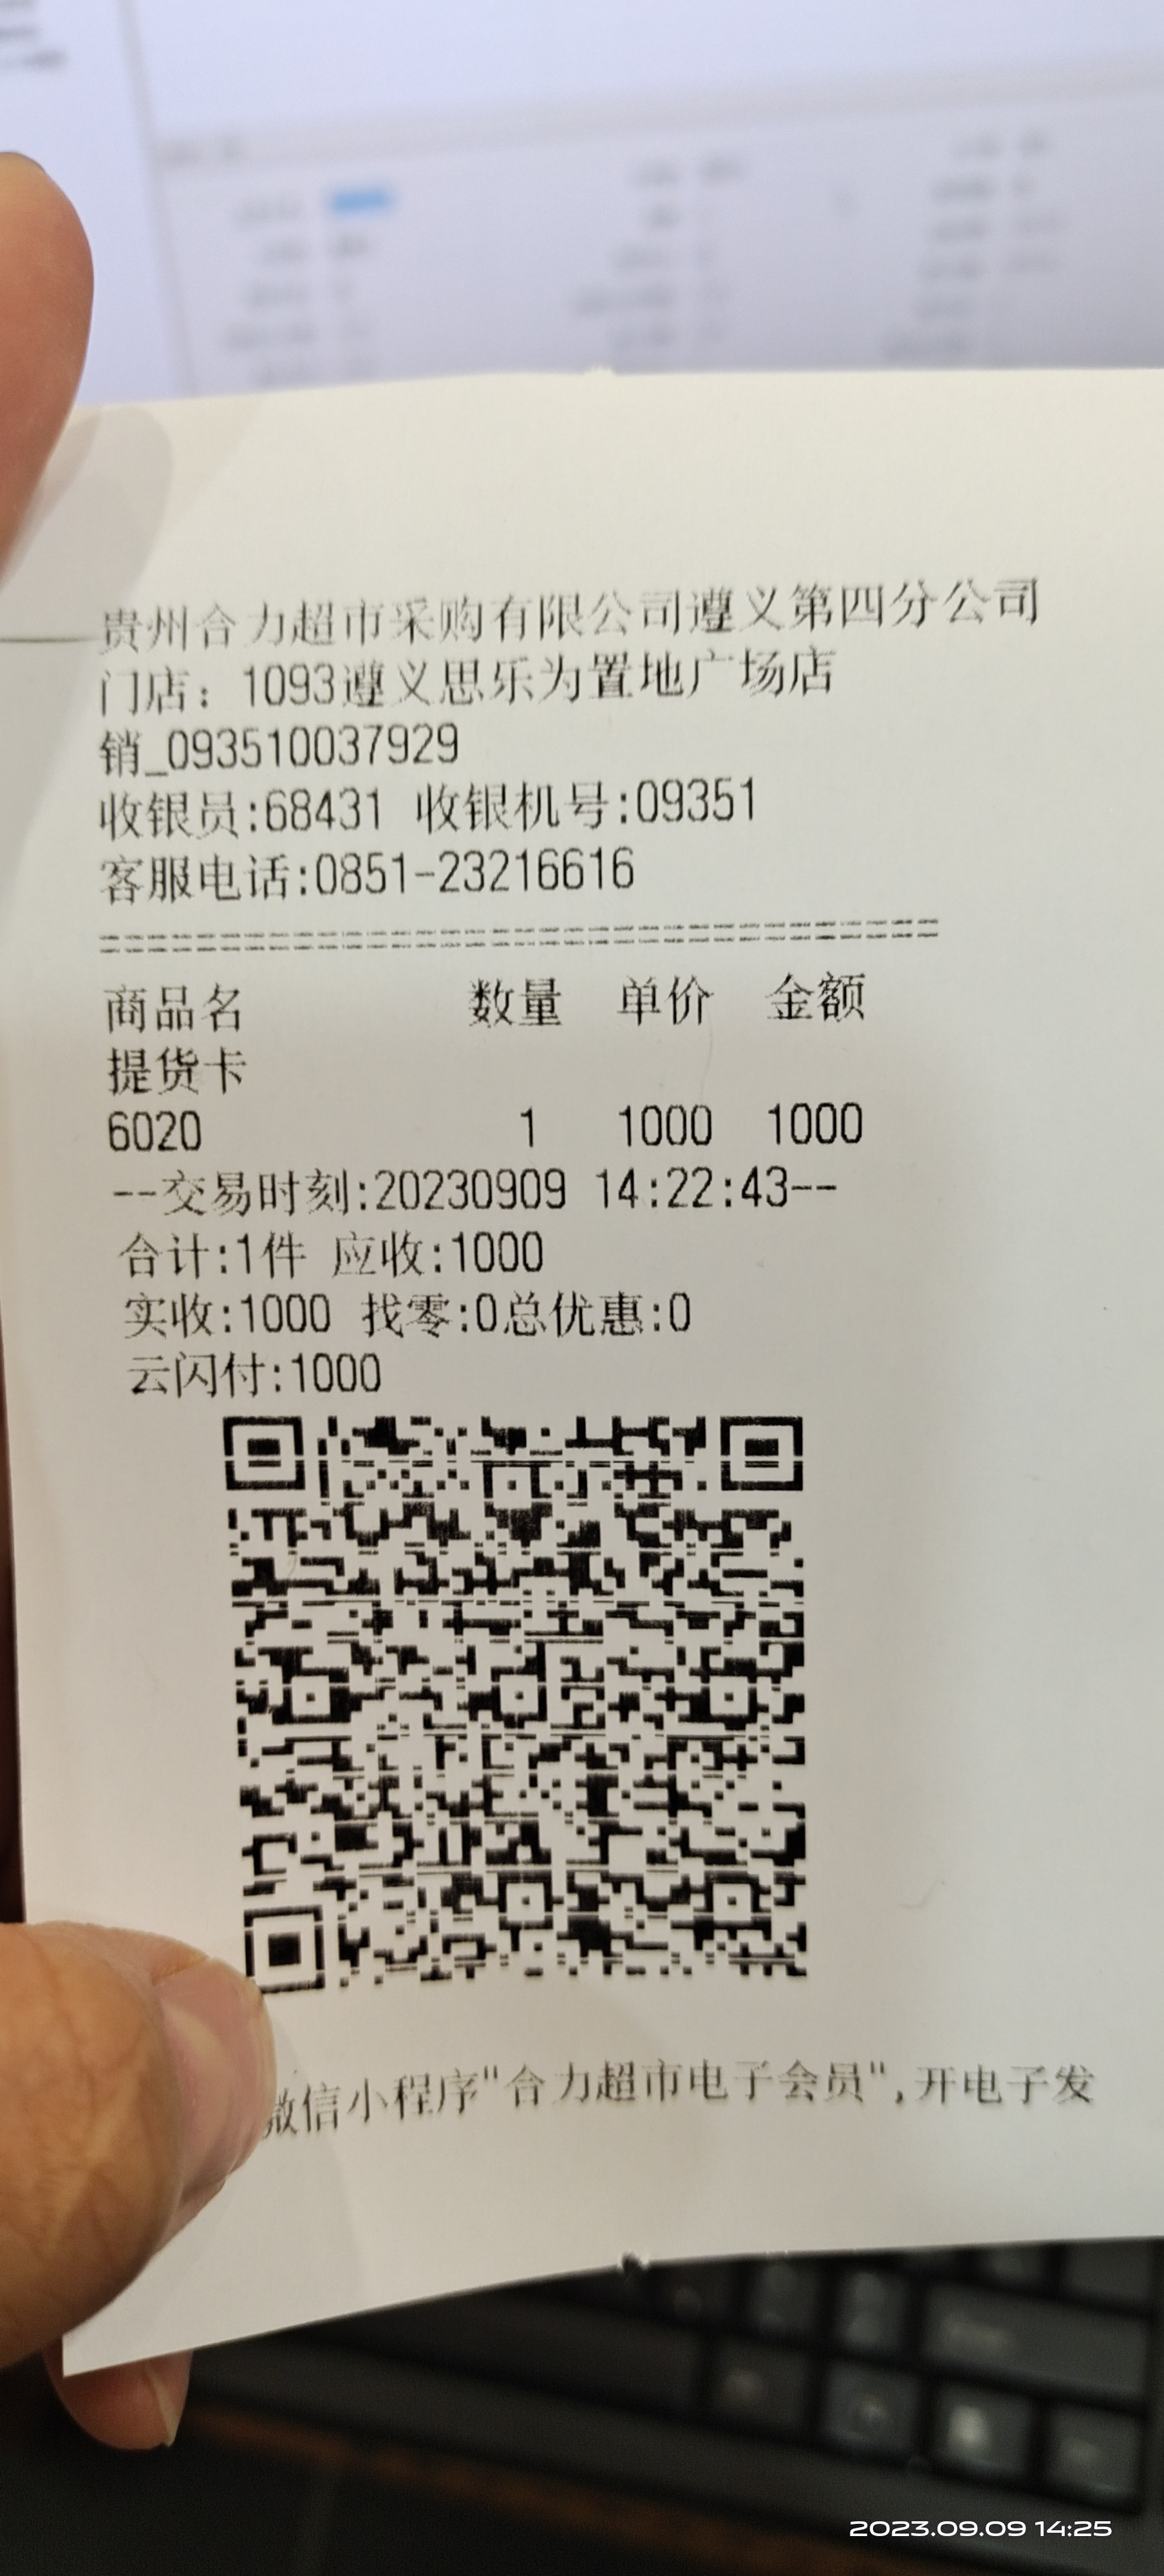 贵州合力超市采购有限公司遵义第四分公司
门店：1093遵义思乐为置地广场店
销_093510037929
收银员:68431 收银机号:09351
客服电话:0851-23216616
商品名 数量 单价 金额
提货卡
6020 1 1000 1000
--交易时刻:20230909 14:22:43--
合计:1件 应收:1000
实收:1000 找零:0总优惠:0
云闪付:1000
微信小程序"合力超市电子会员",开电子发
2023.09.09 14:25